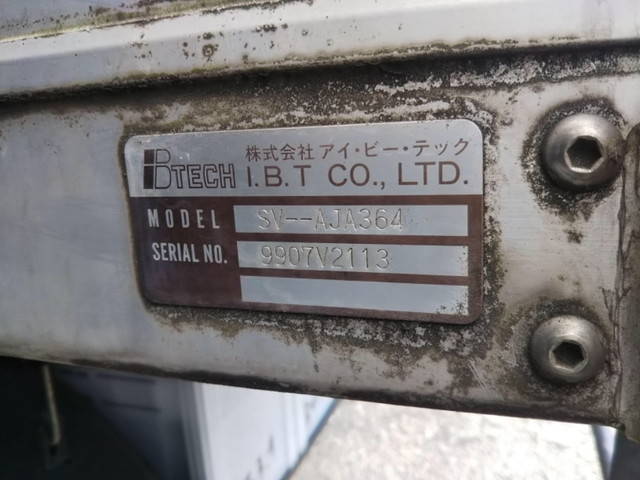 IBTECH 株式会社 アイ・ビー・テック
I.B.T CO., LTD.
MODEL SV--AJA364
SERIAL NO. 9907V2113